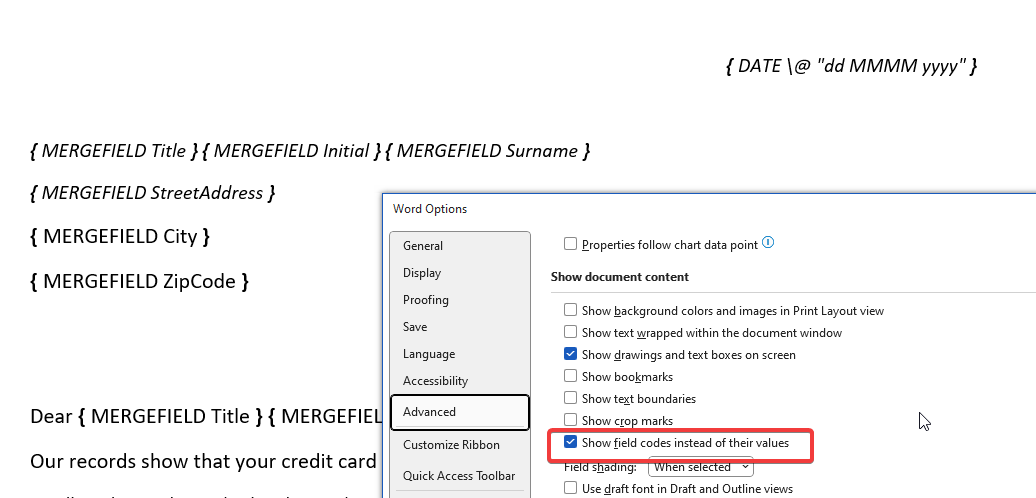 { DATE \@ "dd MMMM yyyy" }
{ MERGEFIELD Title } { MERGEFIELD Initial } { MERGEFIELD Surname }
{ MERGEFIELD StreetAddress }
{ MERGEFIELD City }
{ MERGEFIELD ZipCode }
Dear { MERGEFIELD Title } { MERGEFIEL
Our records show that your credit card
Word Options
General
Display
Proofing
Save
Language
Accessibility
Advanced
Customize Ribbon
Quick Access Toolbar
Properties follow chart data point
Show document content
Show background colors and images in Print Layout view
Show text wrapped within the document window
Show drawings and text boxes on screen
Show bookmarks
Show text boundaries
Show crop marks
Show field codes instead of their values
Field shading: When selected
Use draft font in Draft and Outline views